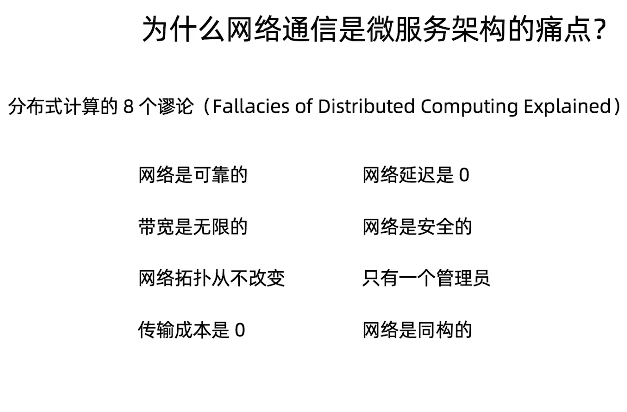 为什么网络通信是微服务架构的痛点？
分布式计算的 8 个谬论（Fallacies of Distributed Computing Explained）
网络是可靠的 网络延迟是 0
带宽是无限的 网络是安全的
网络拓扑从不改变 只有一个管理员
传输成本是 0 网络是同构的